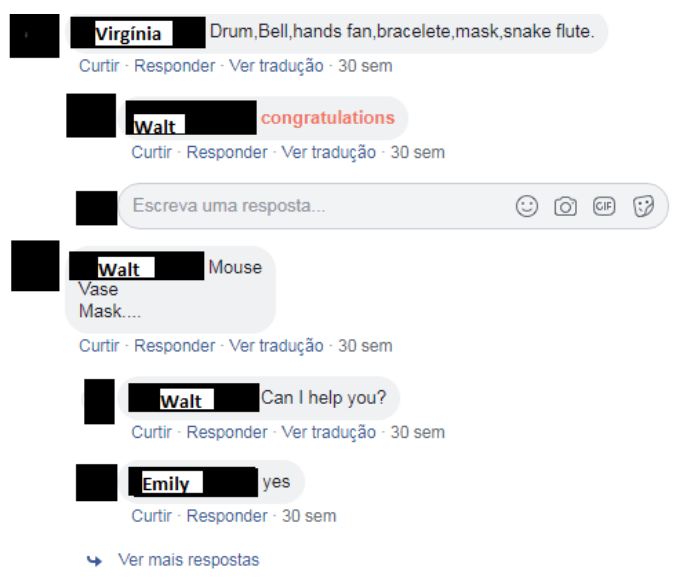 Virgínia Drum,Bell,hands fan,bracelete,mask,snake flute.
Curtir · Responder · Ver tradução · 30 sem
Walt congratulations
Curtir · Responder · Ver tradução · 30 sem
Escreva uma resposta... GIF
Walt Mouse
Vase
Mask....
Curtir · Responder · Ver tradução · 30 sem
Walt Can I help you?
Curtir · Responder · Ver tradução · 30 sem
Emily yes
Curtir · Responder · 30 sem
Ver mais respostas